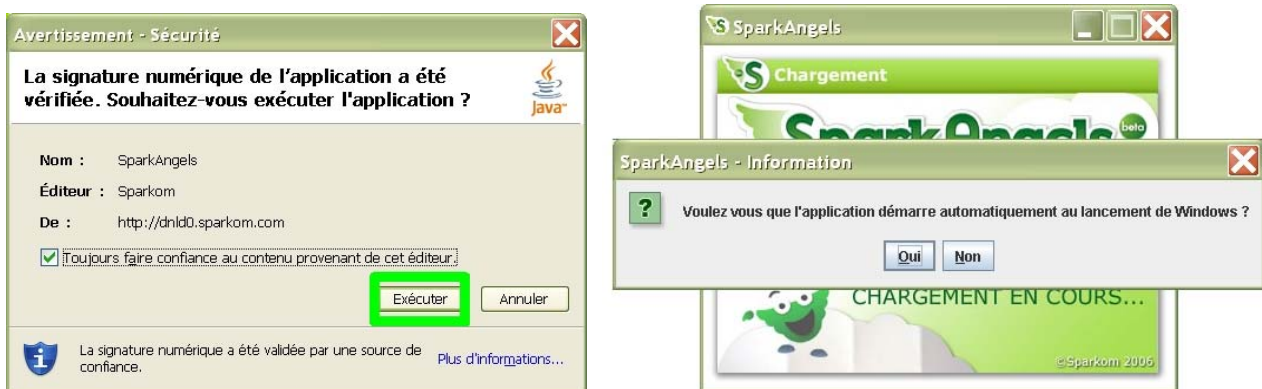 Avertissement - Sécurité
La signature numérique de l'application a été
vérifiée. Souhaitez-vous exécuter l'application ?
Java
Nom : SparkAngels
Éditeur : Sparkom
De : http://dnld0.sparkom.com
Toujours faire confiance au contenu provenant de cet éditeur.
Exécuter Annuler
La signature numérique a été validée par une source de
confiance.
Plus d'informations...
SparkAngels
Chargement
SparkAngels beta
SparkAngels - Information
Voulez vous que l'application démarre automatiquement au lancement de Windows ?
Oui Non
CHARGEMENT EN COURS...
©Sparkom 2006